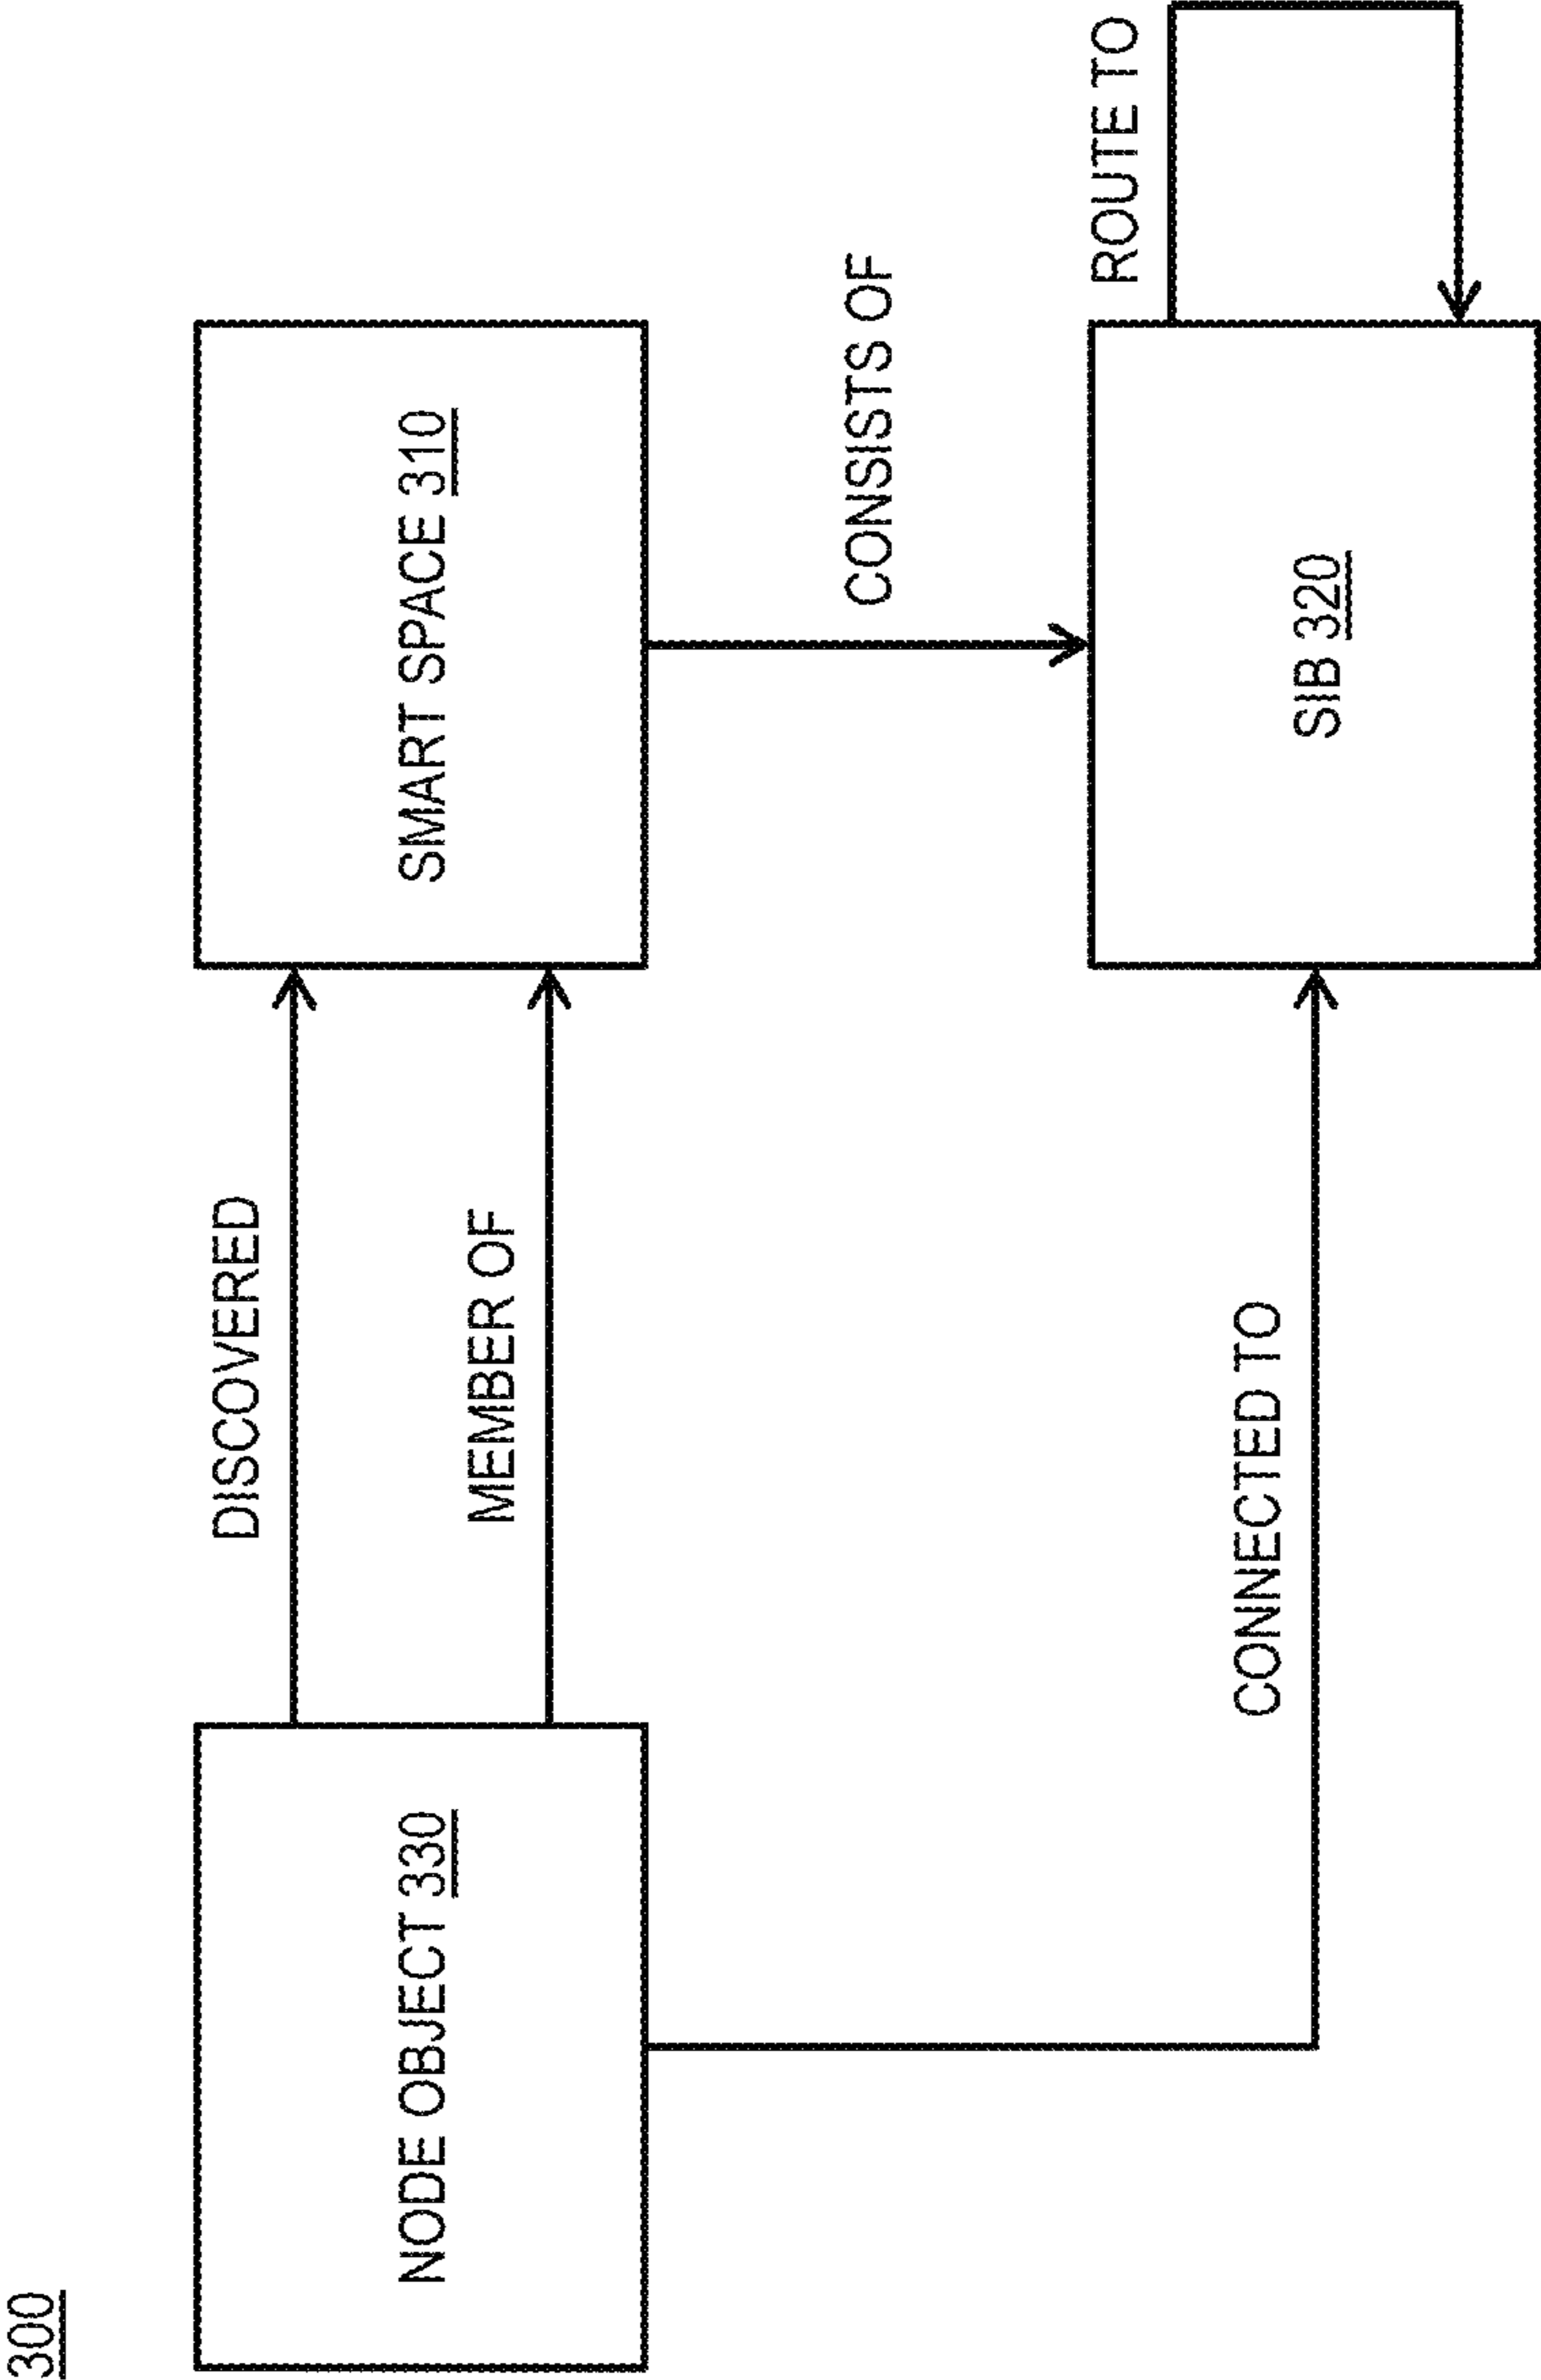 300
NODE OBJECT 330
DISCOVERED
MEMBER OF
SMART SPACE 310
CONSISTS OF
CONNECTED TO
SIB 320
ROUTE TO